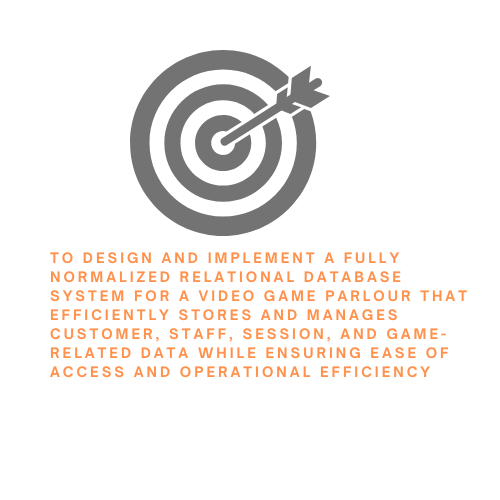 TO DESIGN AND IMPLEMENT A FULLY
NORMALIZED RELATIONAL DATABASE
SYSTEM FOR A VIDEO GAME PARLOUR THAT
EFFICIENTLY STORES AND MANAGES
CUSTOMER, STAFF, SESSION, AND GAME-
RELATED DATA WHILE ENSURING EASE OF
ACCESS AND OPERATIONAL EFFICIENCY